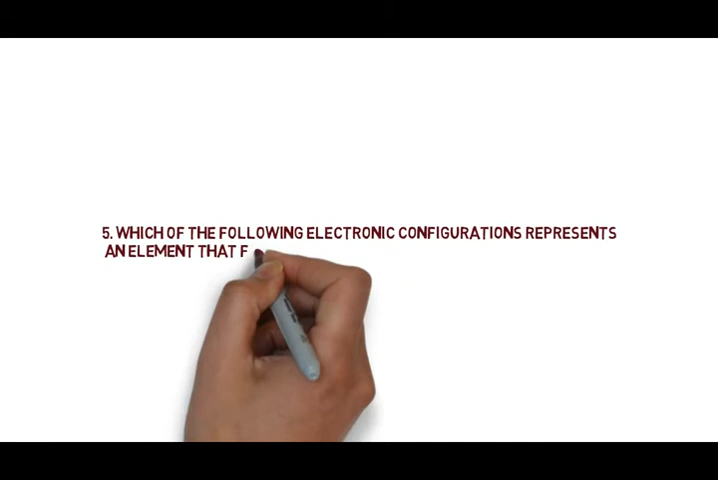 5. WHICH OF THE FOLLOWING ELECTRONIC CONFIGURATIONS REPRESENTS
AN ELEMENT THAT F